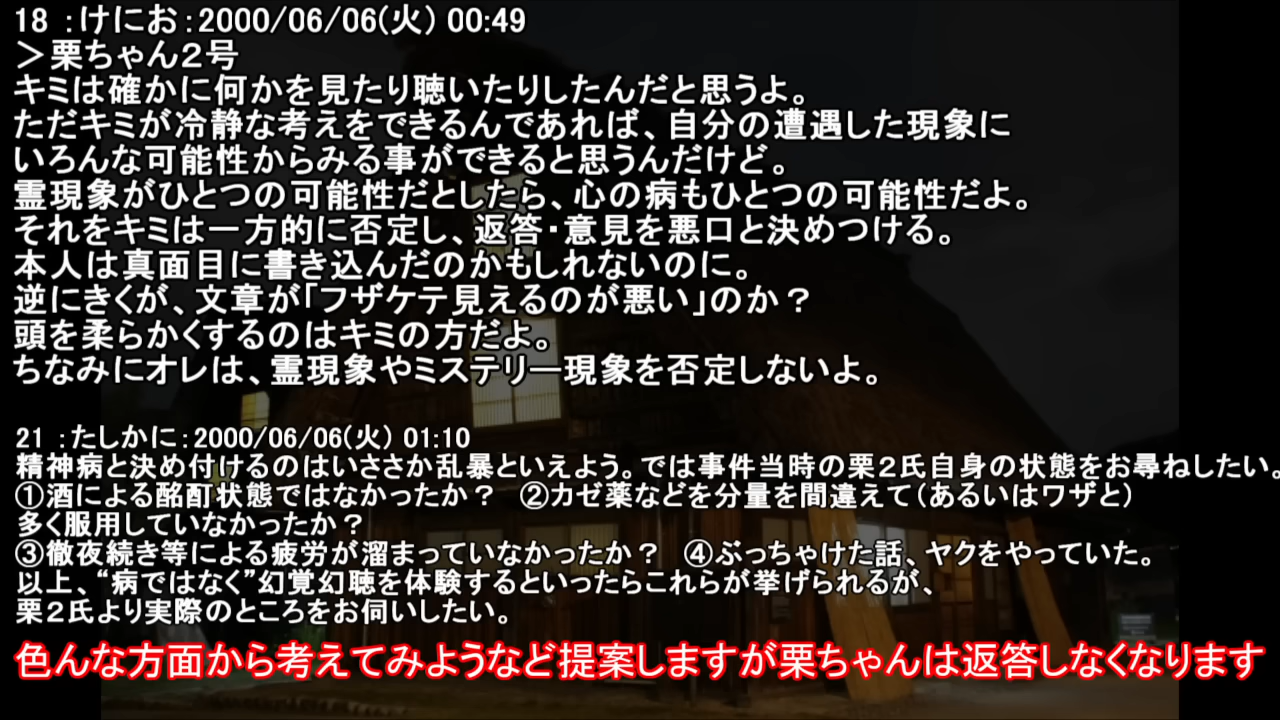 18 ：けにお：2000/06/06(火) 00:49
＞栗ちゃん２号
キミは確かに何かを見たり聴いたりしたんだと思うよ。
ただキミが冷静な考えをできるんであれば、自分の遭遇した現象に
いろんな可能性からみる事ができると思うんだけど。
霊現象がひとつの可能性だとしたら、心の病もひとつの可能性だよ。
それをキミは一方的に否定し、返答・意見を悪口と決めつける。
本人は真面目に書き込んだのかもしれないのに。
逆にきくが、文章が「フザケテ見えるのが悪い」のか？
頭を柔らかくするのはキミの方だよ。
ちなみにオレは、霊現象やミステリー現象を否定しないよ。
21 ：たしかに：2000/06/06(火) 01:10
精神病と決め付けるのはいささか乱暴といえよう。では事件当時の栗２氏自身の状態をお尋ねしたい。
①酒による酩酊状態ではなかったか？　②カゼ薬などを分量を間違えて（あるいはワザと）
多く服用していなかったか？
③徹夜続き等による疲労が溜まっていなかったか？　④ぶっちゃけた話、ヤクをやっていた。
以上、“病ではなく”幻覚幻聴を体験するといったらこれらが挙げられるが、
栗２氏より実際のところをお伺いしたい。
色んな方面から考えてみようなど提案しますが栗ちゃんは返答しなくなります